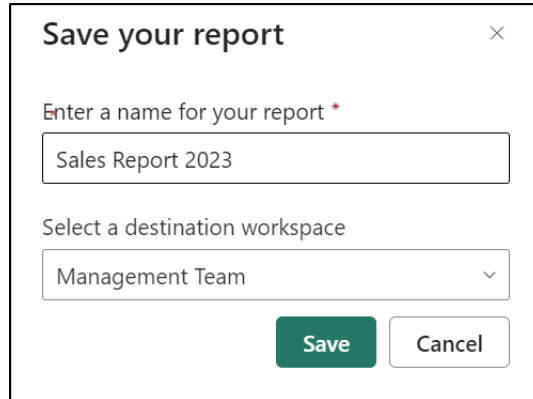 Save your report
Enter a name for your report *
Sales Report 2023
Select a destination workspace
Management Team
Save
Cancel